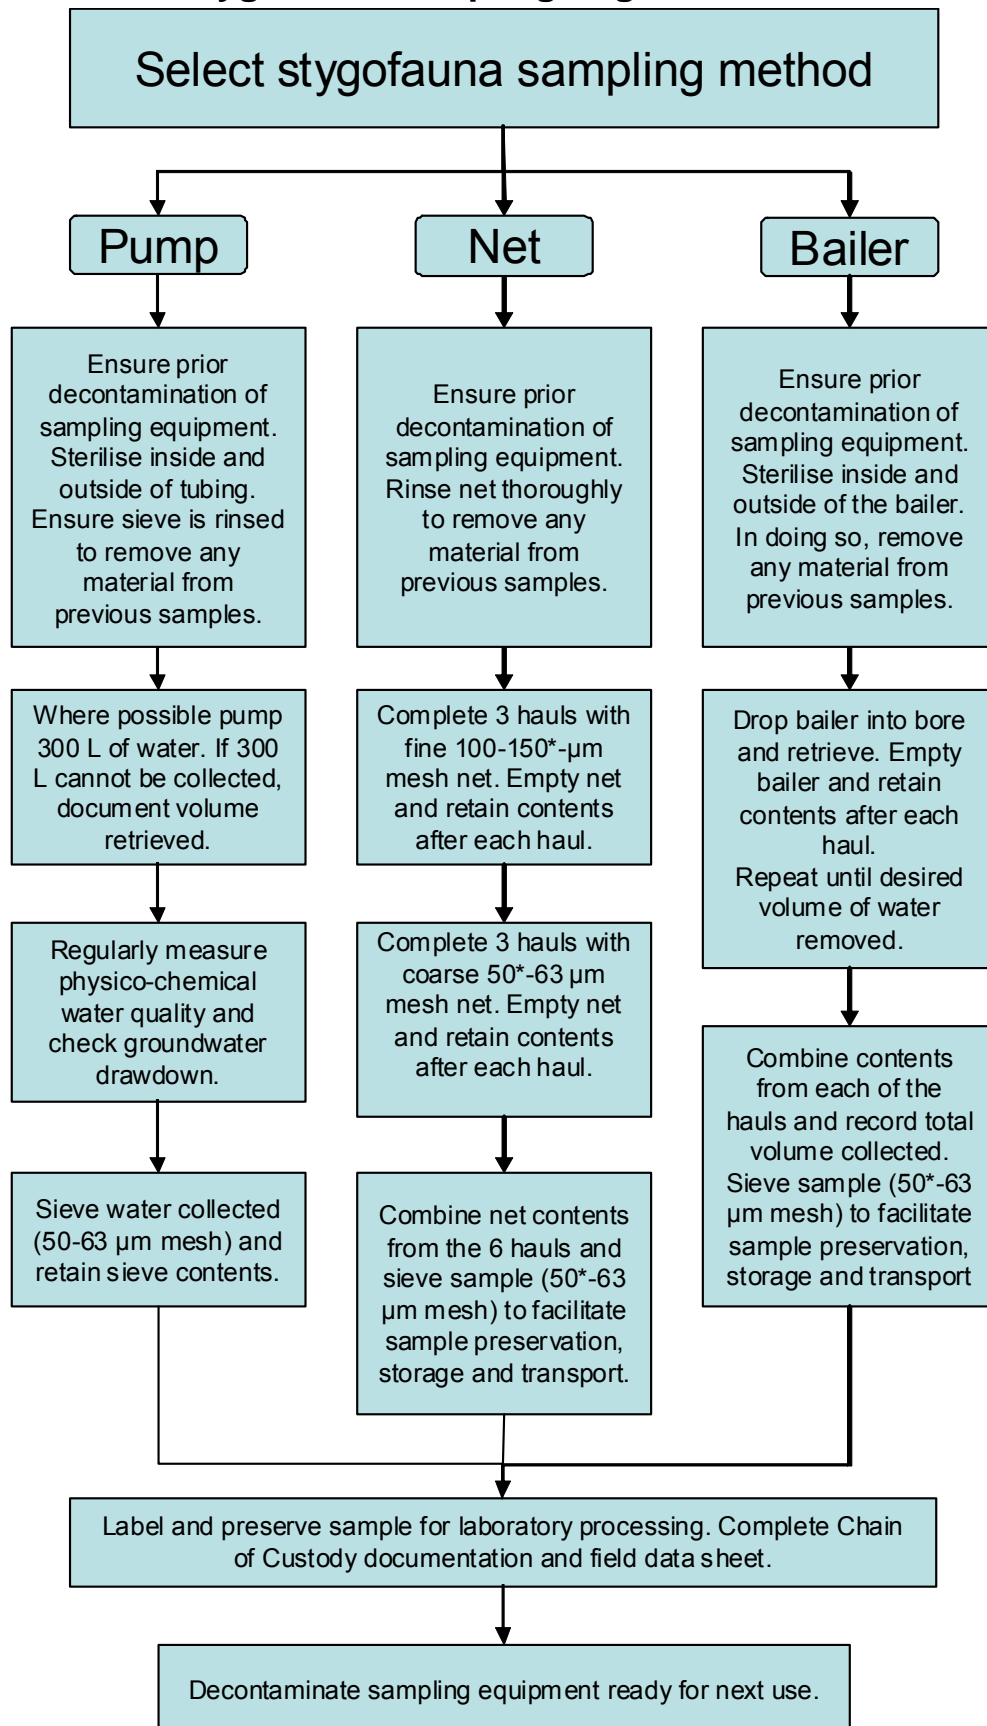 Select stygofauna sampling method
Pump
Net
Bailer
Ensure prior
decontamination of
sampling equipment.
Sterilise inside and
outside of tubing.
Ensure sieve is rinsed
to remove any
material from
previous samples.
Where possible pump
300 L of water. If 300
L cannot be collected,
document volume
retrieved.
Regularly measure
physico-chemical
water quality and
check groundwater
drawdown.
Sieve water collected
(50-63 µm mesh) and
retain sieve contents.
Ensure prior
decontamination of
sampling equipment.
Rinse net thoroughly
to remove any
material from
previous samples.
Complete 3 hauls with
fine 100-150*-µm
mesh net. Empty net
and retain contents
after each haul.
Complete 3 hauls with
coarse 50*-63 µm
mesh net. Empty net
and retain contents
after each haul.
Combine net contents
from the 6 hauls and
sieve sample (50*-63
µm mesh) to facilitate
sample preservation,
storage and transport.
Ensure prior
decontamination of
sampling equipment.
Sterilise inside and
outside of the bailer.
In doing so, remove
any material from
previous samples.
Drop bailer into bore
and retrieve. Empty
bailer and retain
contents after each
haul.
Repeat until desired
volume of water
removed.
Combine contents
from each of the
hauls and record total
volume collected.
Sieve sample (50*-63
µm mesh) to facilitate
sample preservation,
storage and transport
Label and preserve sample for laboratory processing. Complete Chain
of Custody documentation and field data sheet.
Decontaminate sampling equipment ready for next use.